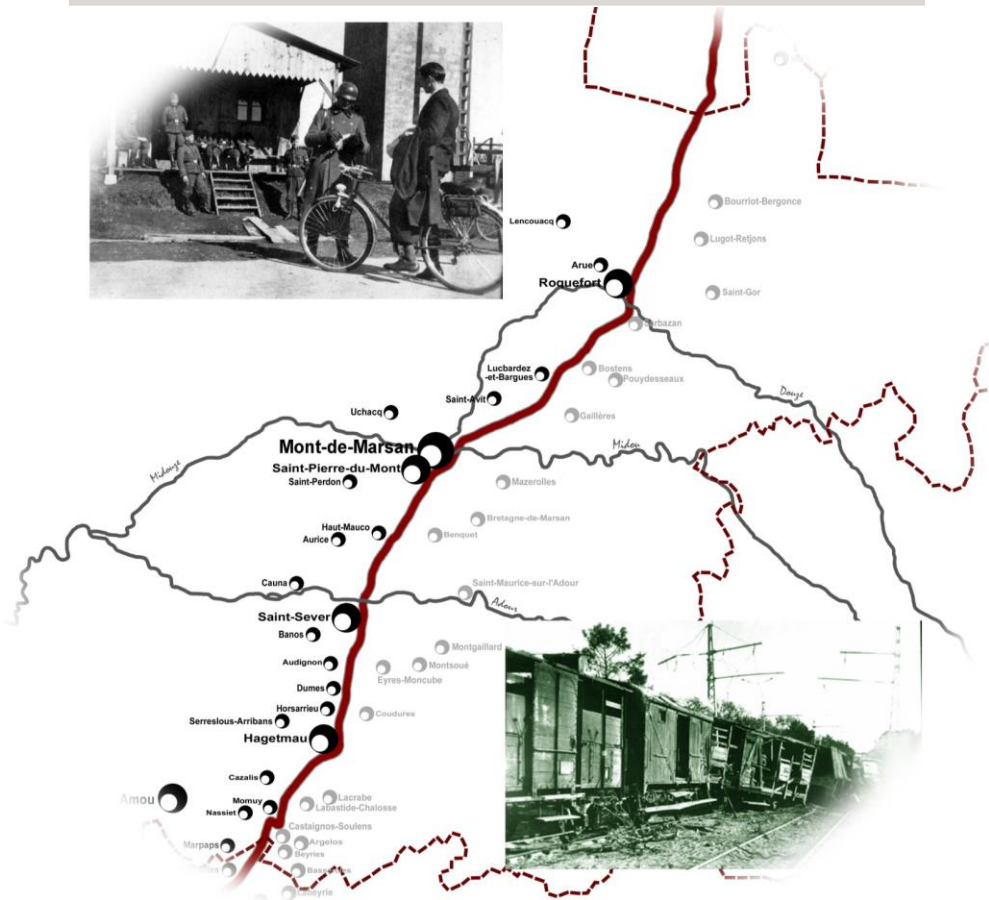 Bourriot-Bergonce
Lencouacq
Lugot-Retjons
Arue
Roquefort
Saint-Gor
Sarbazan
Lucbardez
-et-Bargues
Bostens
Pouydesseaux
Saint-Avit
Douze
Uchacq
Gaillères
Mont-de-Marsan
Midou
Midouze
Saint-Pierre-du-Mont
Saint-Perdon
Mazerolles
Bretagne-de-Marsan
Haut-Mauco
Aurice
Benquet
Cauna
Saint-Maurice-sur-l'Adour
Adour
Saint-Sever
Banos
Montgaillard
Audignon
Montsoué
Eyres-Moncube
Dumes
Horsarrieu
Coudures
Serreslous-Arribans
Hagetmau
Cazalis
Amou
Lacrabe
Momuy
Labastide-Chalosse
Nassiet
Castaignos-Soulens
Marpaps
Argelos
Beyries